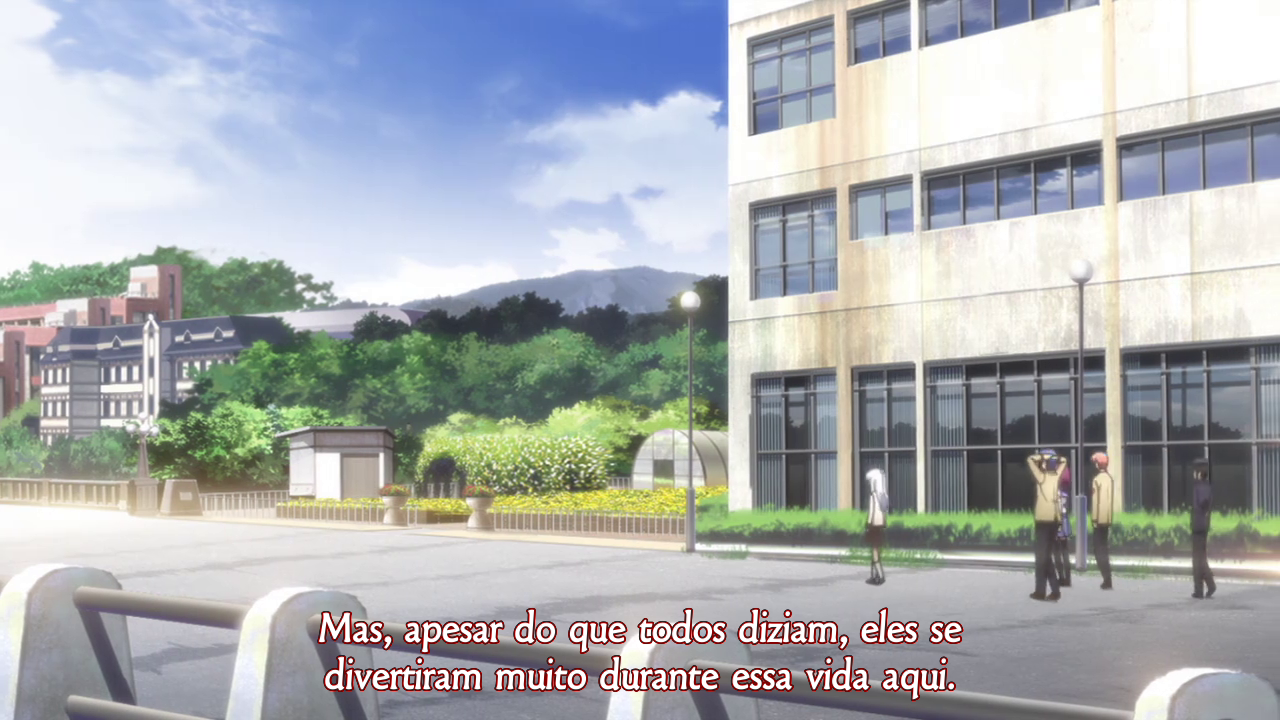 Mas, apesar do que todos diziam, eles se
divertiram muito durante essa vida aqui.